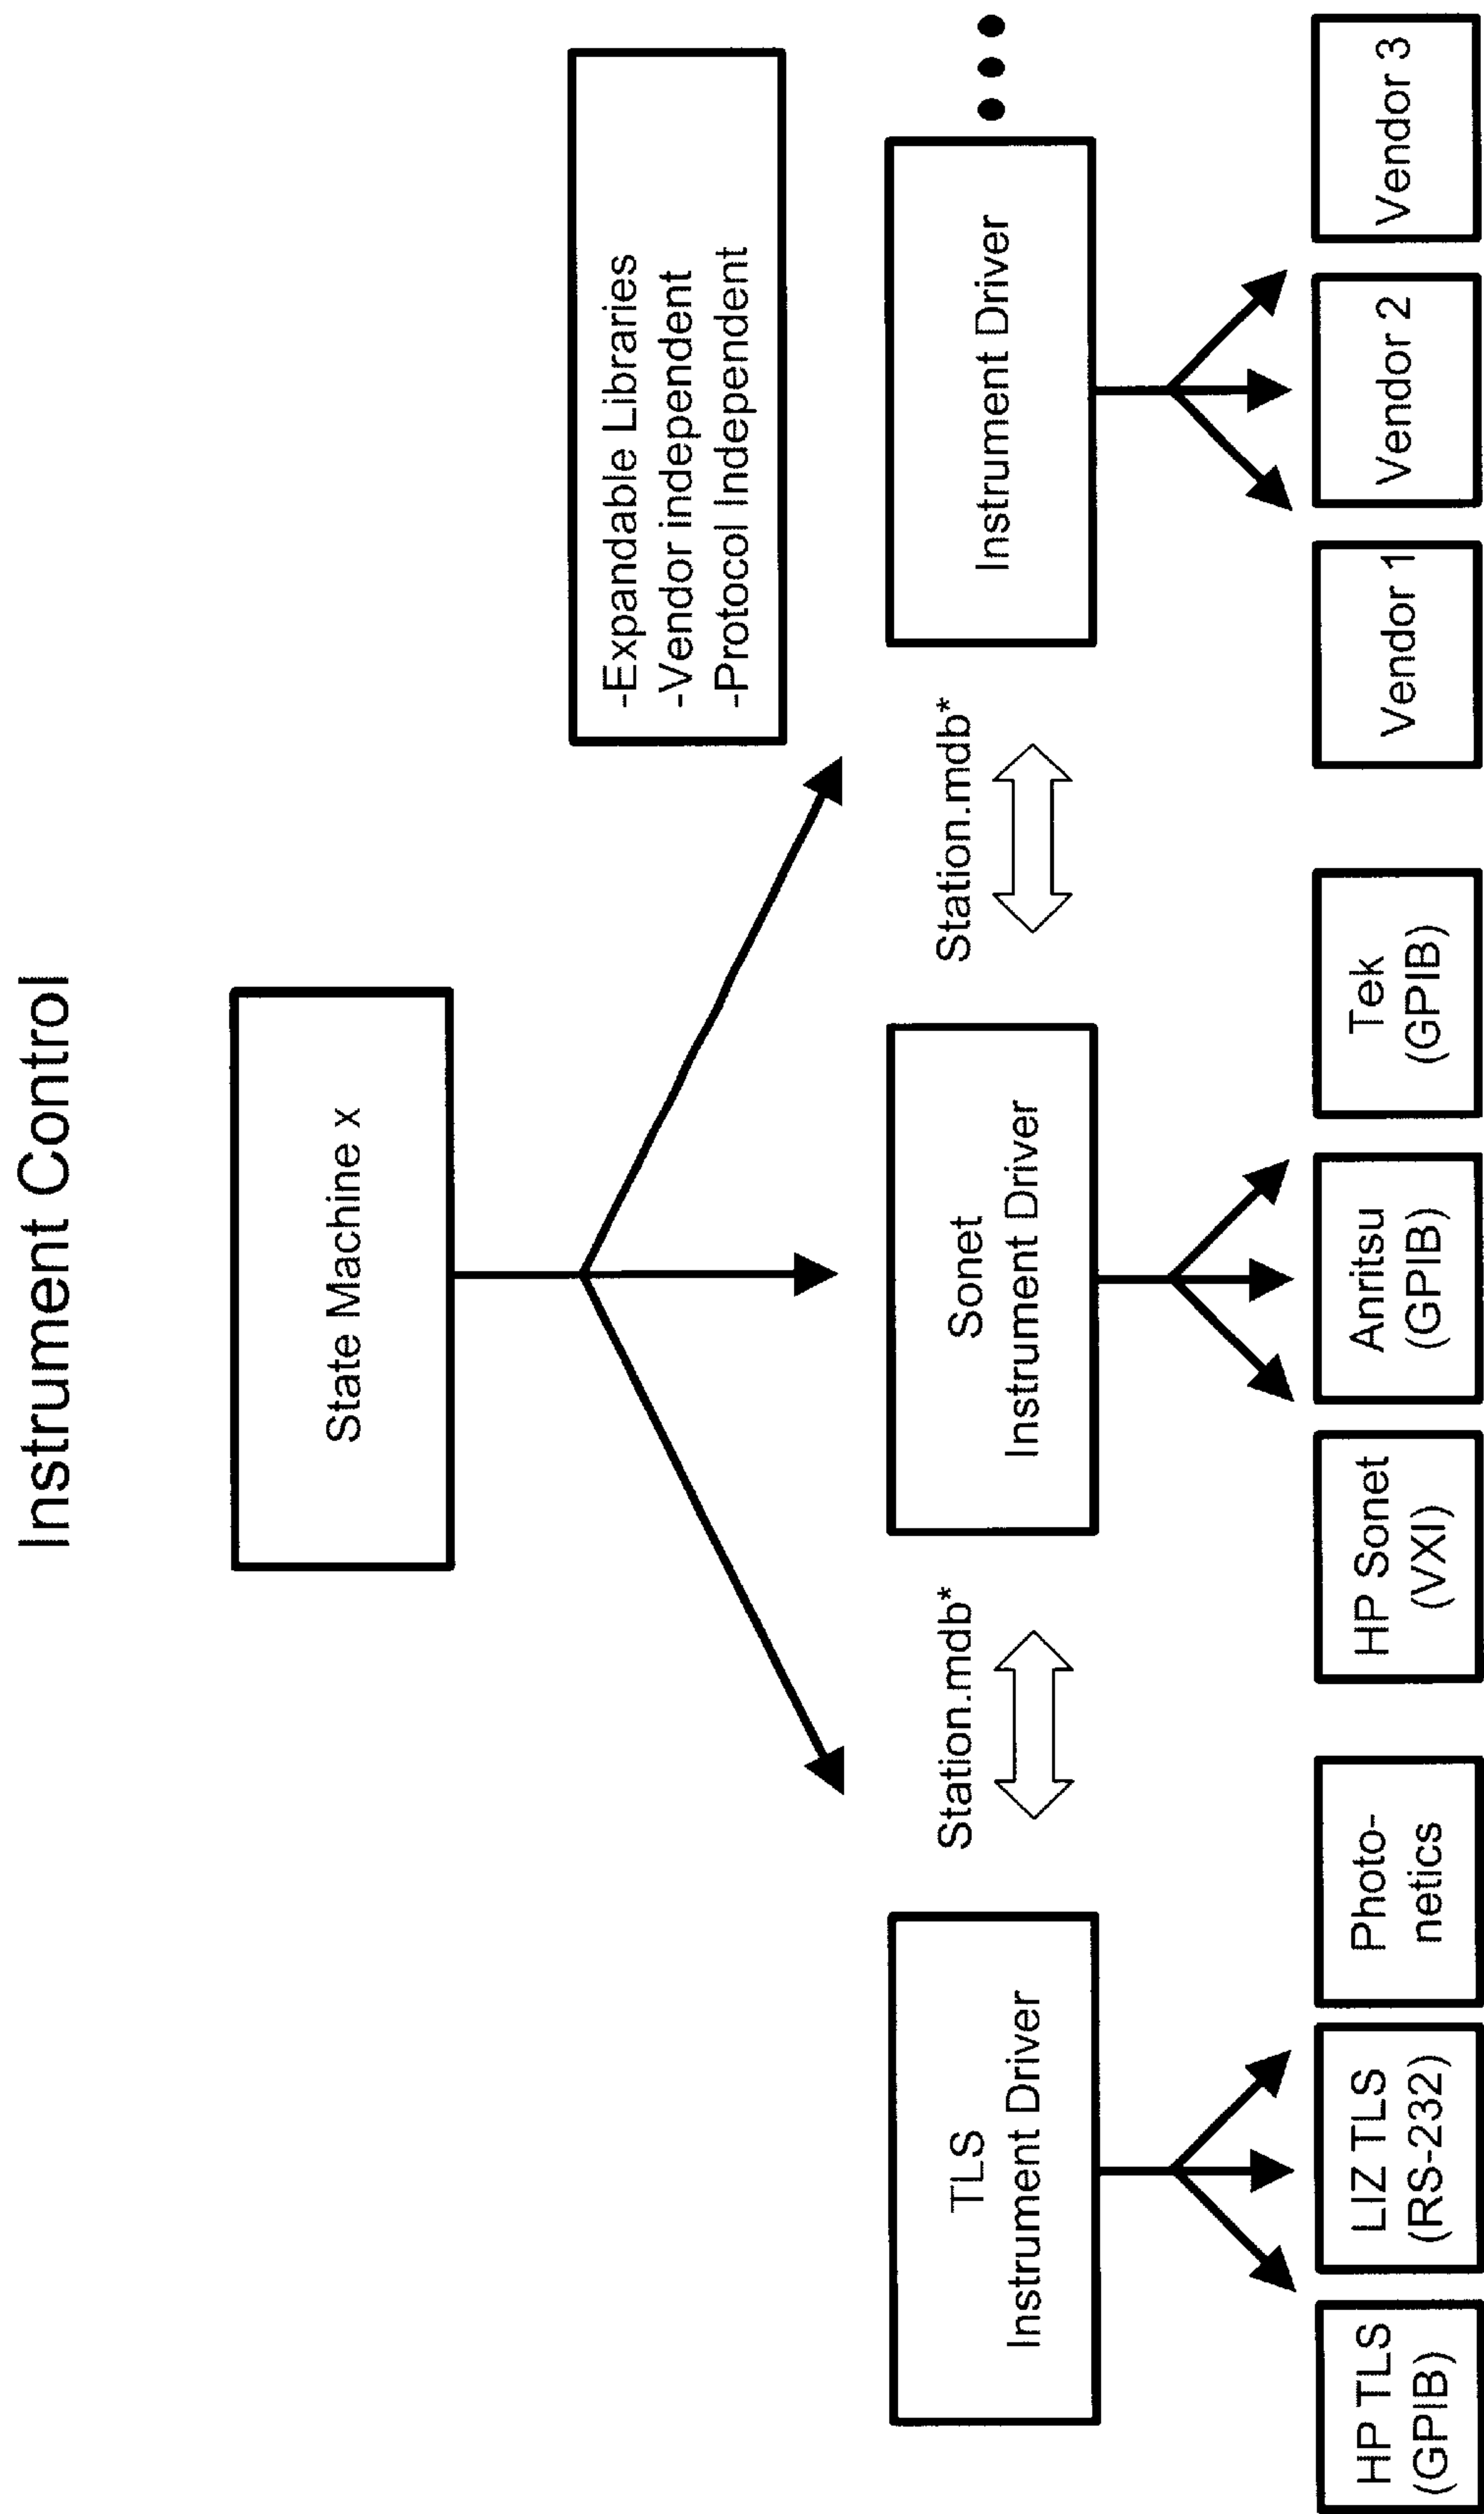 Instrument Control
State Machine x
-Expandable Libraries
-Vendor independent
-Protocol Independent
TLS
Instrument Driver
Station.mdb*
Sonet
Instrument Driver
Station.mdb*
Instrument Driver
HP TLS
(GPIB)
LIZ TLS
(RS-232)
Photo-
netics
HP Sonet
(VXI)
Anritsu
(GPIB)
Tek
(GPIB)
Vendor 1
Vendor 2
Vendor 3